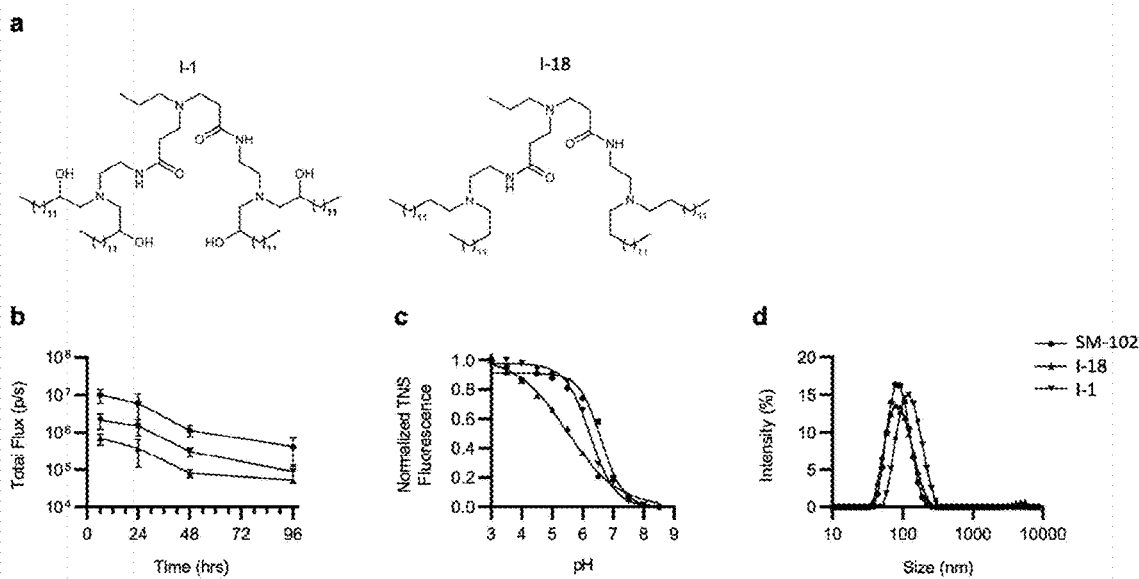 a
I-1
I-18
N
N
O
NH
O
NH
OH
N
H
O
OH
N
N
N
H
O
N
N
OH
HO
b
c
d
SM-102
I-18
I-1
10⁸
10⁷
10⁶
10⁵
10⁴
Total Flux (p/s)
0
24
48
72
96
Time (hrs)
1.0
0.8
0.6
0.4
0.2
0.0
Normalized TNS
Fluorescence
3
4
5
6
7
8
9
pH
20
15
10
5
0
Intensity (%)
10
100
1000
10000
Size (nm)